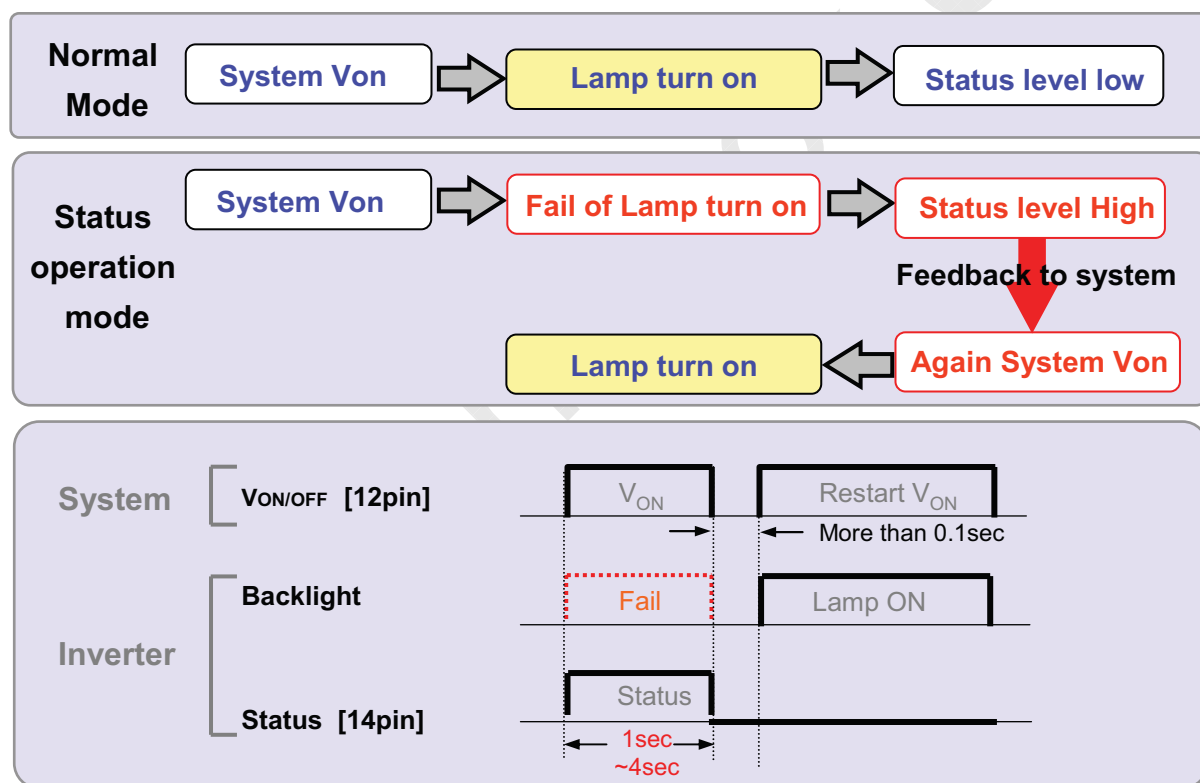 Normal
Mode
System Von
Lamp turn on
Status level low
Status
operation
mode
System Von
Fail of Lamp turn on
Status level High
Feedback to system
Again System Von
Lamp turn on
System
VON/OFF [12pin]
VON
Restart VON
More than 0.1sec
Inverter
Backlight
Fail
Lamp ON
Status [14pin]
Status
1sec
~4sec